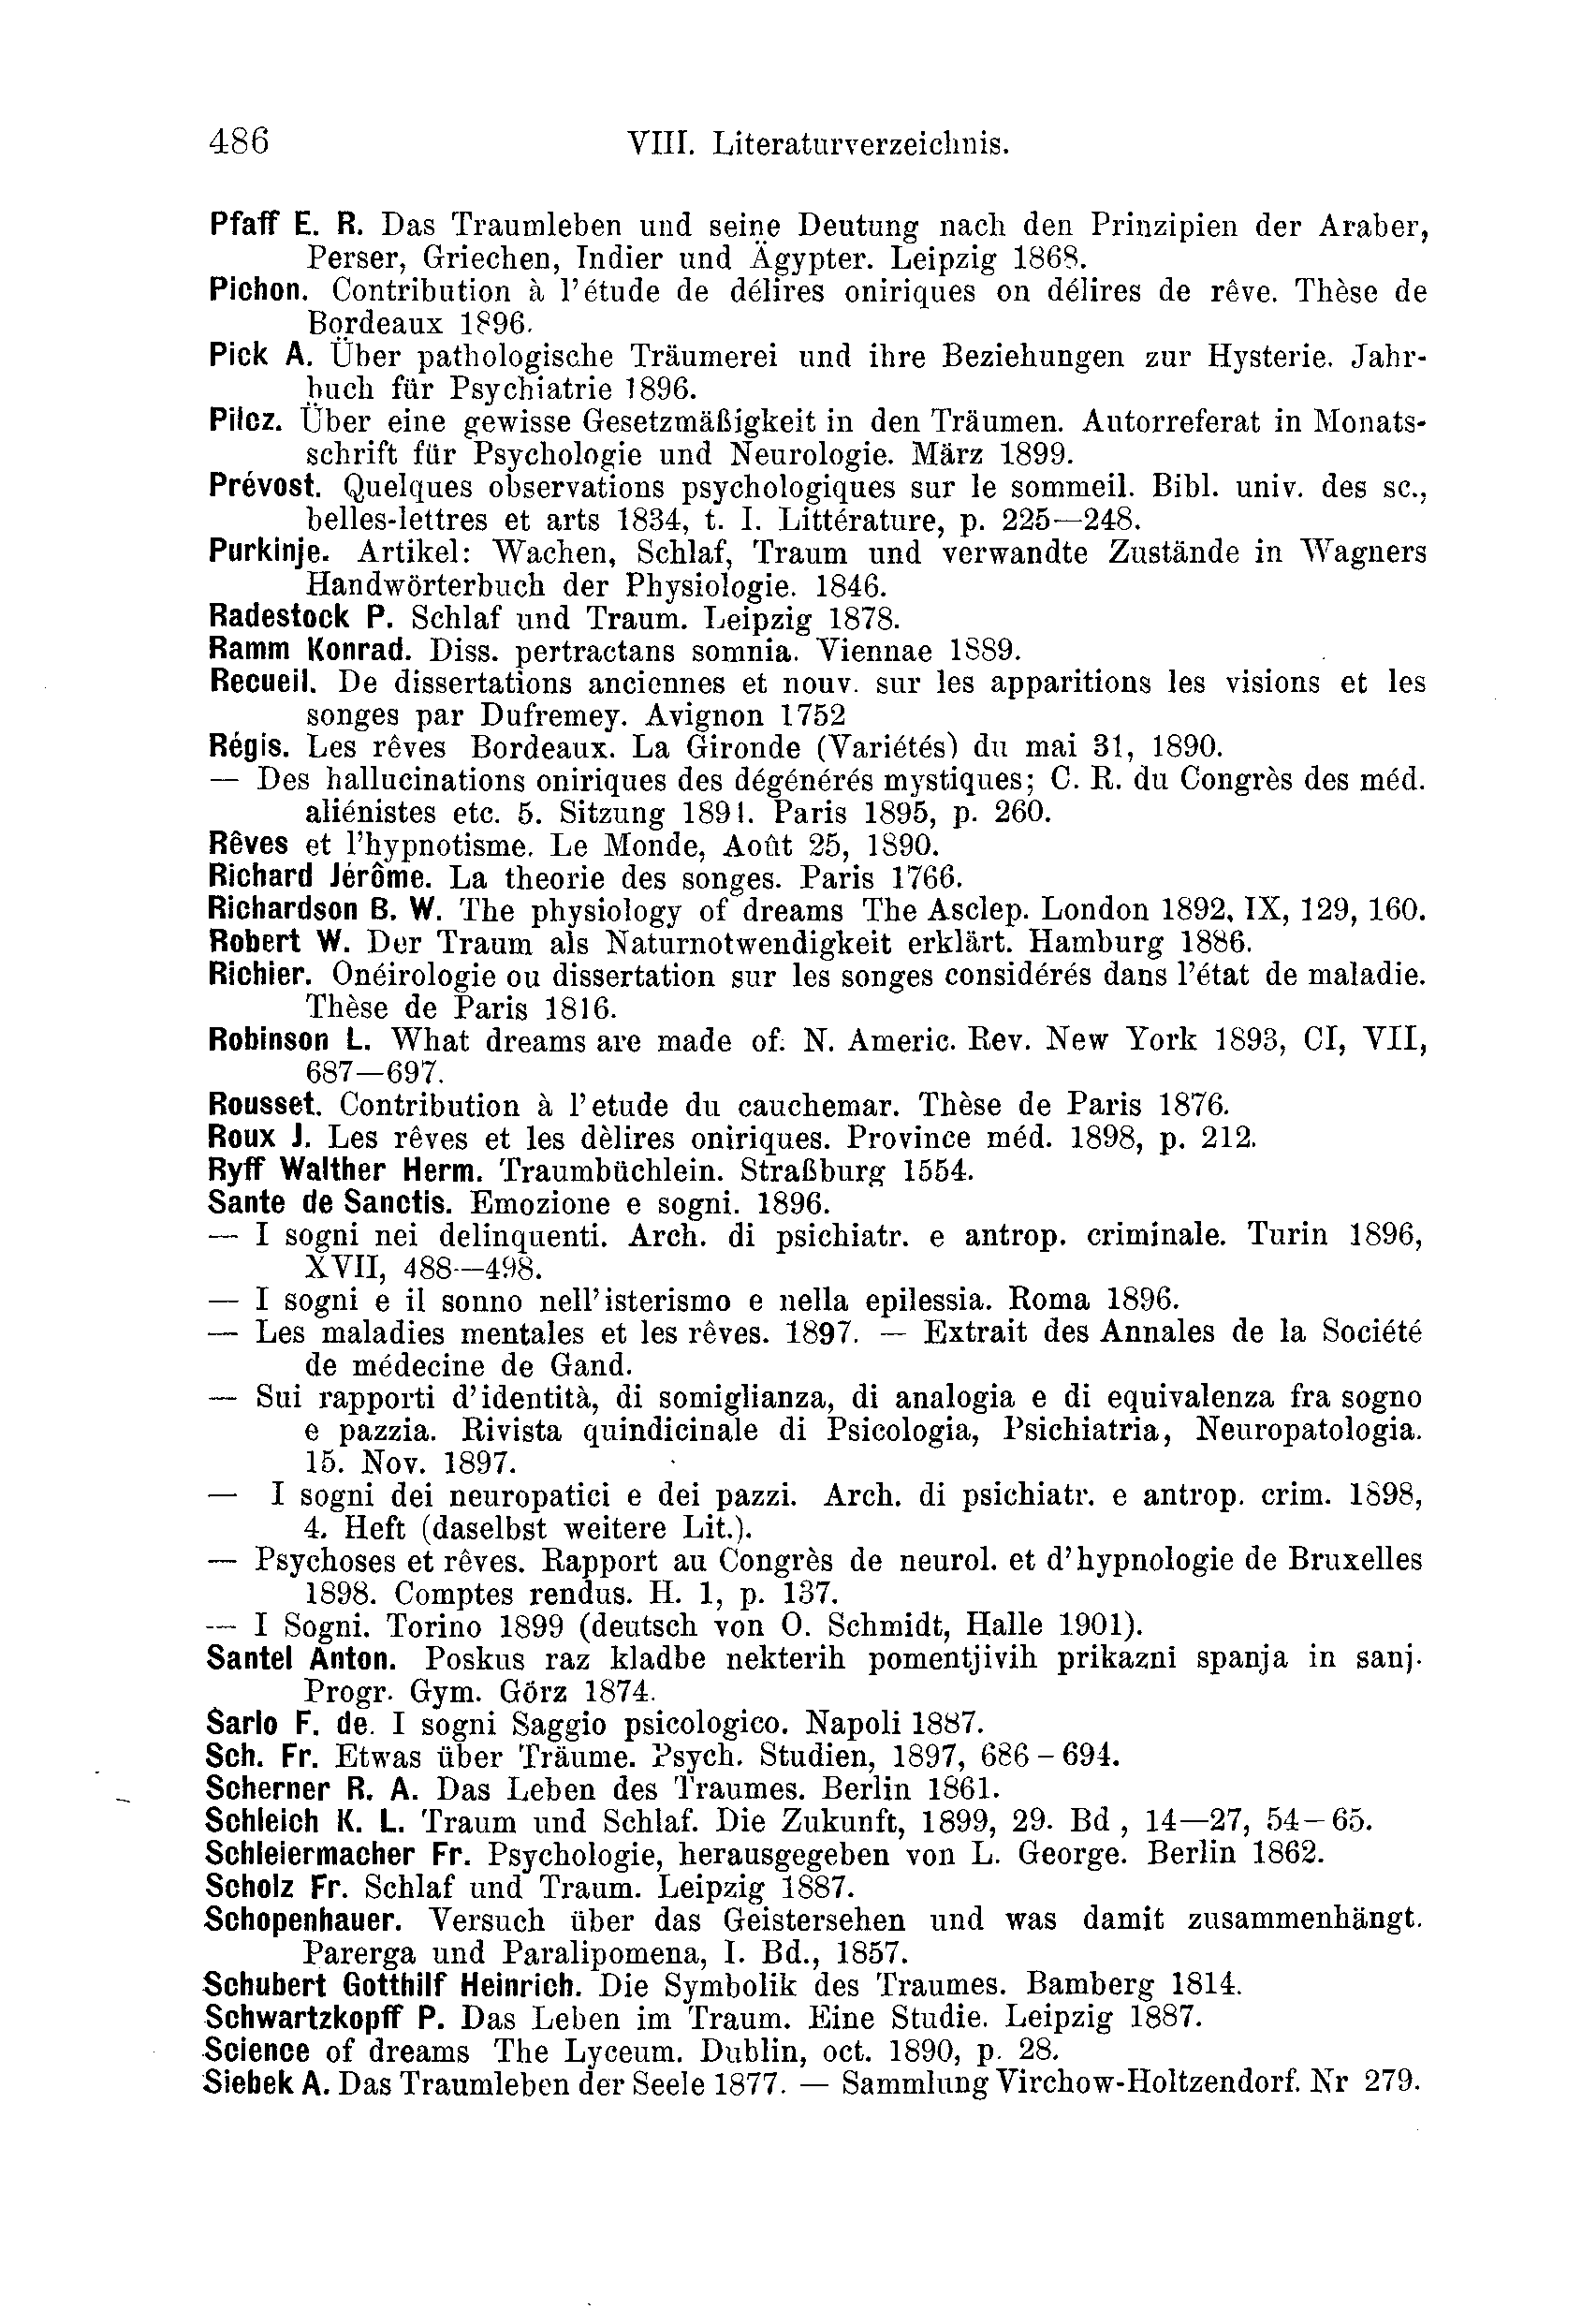 486 VIII. Literaturverzeichnis.
Pfaff E. R. Das Traumleben und seine Deutung nach den Prinzipien der Araber,
Perser, Griechen, Indier und Ägypter. Leipzig 1868.
Pichon. Contribution à l'étude de délires oniriques on délires de rêve. Thèse de
Bordeaux 1896.
Pick A. Über pathologische Träumerei und ihre Beziehungen zur Hysterie. Jahr-
buch für Psychiatrie 1896.
Pilcz. Über eine gewisse Gesetzmäßigkeit in den Träumen. Autorreferat in Monats-
schrift für Psychologie und Neurologie. März 1899.
Prévost. Quelques observations psychologiques sur le sommeil. Bibl. univ. des sc.,
belles-lettres et arts 1834, t. I. Littérature, p. 225—248.
Purkinje. Artikel: Wachen, Schlaf, Traum und verwandte Zustände in Wagners
Handwörterbuch der Physiologie. 1846.
Radestock P. Schlaf und Traum. Leipzig 1878.
Ramm Konrad. Diss. pertractans somnia. Viennae 1889.
Recueil. De dissertations anciennes et nouv. sur les apparitions les visions et les
songes par Dufremey. Avignon 1752
Régis. Les rêves Bordeaux. La Gironde (Variétés) du mai 31, 1890.
— Des hallucinations oniriques des dégénérés mystiques; C. R. du Congrès des méd.
aliénistes etc. 5. Sitzung 1891. Paris 1895, p. 260.
Rêves et l'hypnotisme. Le Monde, Août 25, 1890.
Richard Jérôme. La theorie des songes. Paris 1766.
Richardson B. W. The physiology of dreams The Asclep. London 1892, IX, 129, 160.
Robert W. Der Traum als Naturnotwendigkeit erklärt. Hamburg 1886.
Richier. Onéirologie ou dissertation sur les songes considérés dans l'état de maladie.
Thèse de Paris 1816.
Robinson L. What dreams are made of: N. Americ. Rev. New York 1893, CI, VII,
687—697.
Rousset. Contribution à l'etude du cauchemar. Thèse de Paris 1876.
Roux J. Les rêves et les dèlires oniriques. Province méd. 1898, p. 212.
Ryff Walther Herm. Traumbüchlein. Straßburg 1554.
Sante de Sanctis. Emozione e sogni. 1896.
— I sogni nei delinquenti. Arch. di psichiatr. e antrop. criminale. Turin 1896,
XVII, 488—498.
— I sogni e il sonno nell'isterismo e nella epilessia. Roma 1896.
— Les maladies mentales et les rêves. 1897. — Extrait des Annales de la Société
de médecine de Gand.
— Sui rapporti d'identità, di somiglianza, di analogia e di equivalenza fra sogno
e pazzia. Rivista quindicinale di Psicologia, Psichiatria, Neuropatologia.
15. Nov. 1897.
— I sogni dei neuropatici e dei pazzi. Arch. di psichiatr. e antrop. crim. 1898,
4. Heft (daselbst weitere Lit.).
— Psychoses et rêves. Rapport au Congrès de neurol. et d'hypnologie de Bruxelles
1898. Comptes rendus. H. 1, p. 137.
— I Sogni. Torino 1899 (deutsch von O. Schmidt, Halle 1901).
Santel Anton. Poskus raz kladbe nekterih pomentjivih prikazni spanja in sanj.
Progr. Gym. Görz 1874.
Sarlo F. de. I sogni Saggio psicologico. Napoli 1887.
Sch. Fr. Etwas über Träume. Psych. Studien, 1897, 686–694.
Scherner R. A. Das Leben des Traumes. Berlin 1861.
Schleich K. L. Traum und Schlaf. Die Zukunft, 1899, 29. Bd , 14—27, 54–65.
Schleiermacher Fr. Psychologie, herausgegeben von L. George. Berlin 1862.
Scholz Fr. Schlaf und Traum. Leipzig 1887.
Schopenhauer. Versuch über das Geistersehen und was damit zusammenhängt.
Parerga und Paralipomena, I. Bd., 1857.
Schubert Gotthilf Heinrich. Die Symbolik des Traumes. Bamberg 1814.
Schwartzkopff P. Das Leben im Traum. Eine Studie. Leipzig 1887.
Science of dreams The Lyceum. Dublin, oct. 1890, p. 28.
Siebek A. Das Traumleben der Seele 1877. — Sammlung Virchow-Holtzendorf. Nr 279.